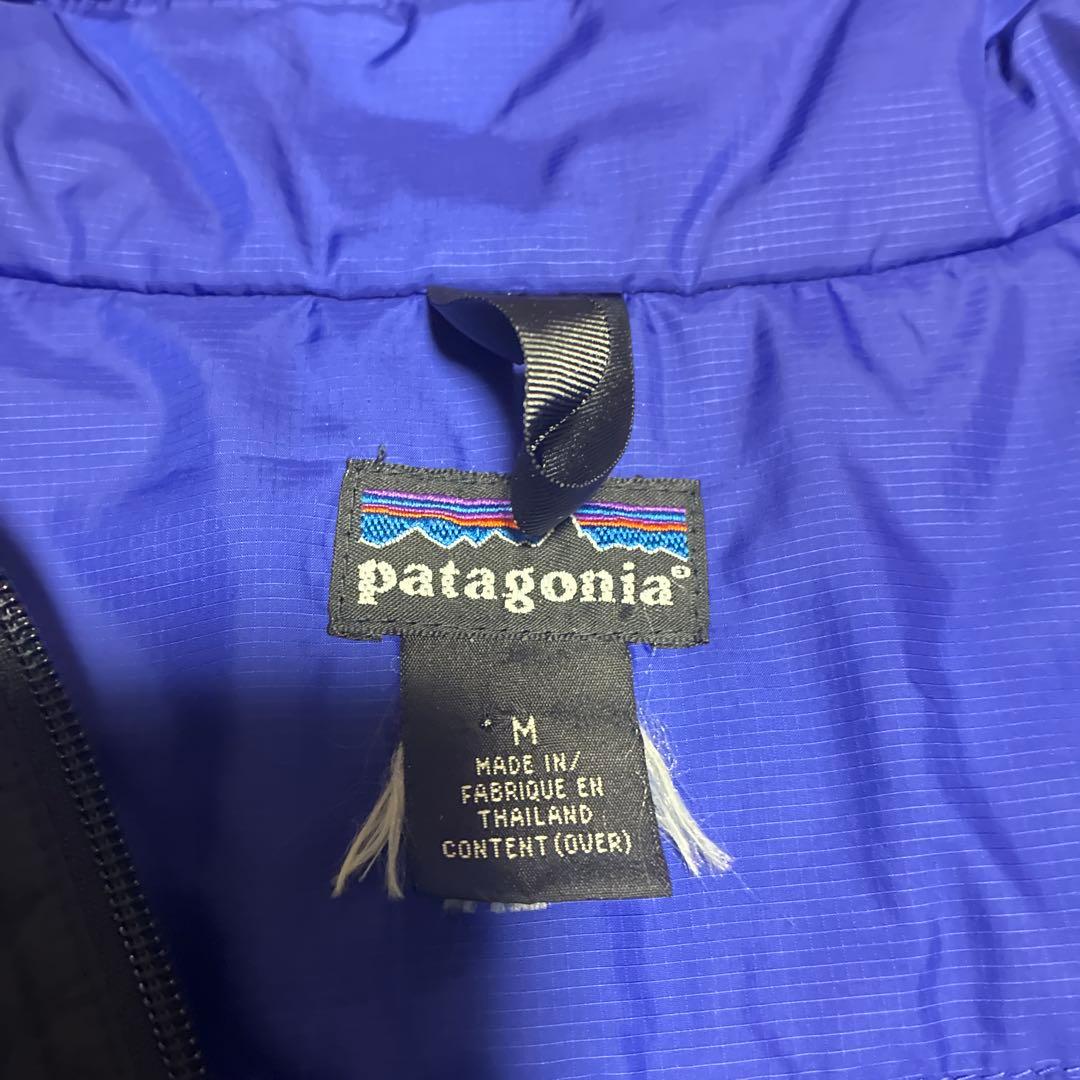 patagonia®
M
MADE IN/
FABRIQUE EN
THAILAND
CONTENT (OVER)